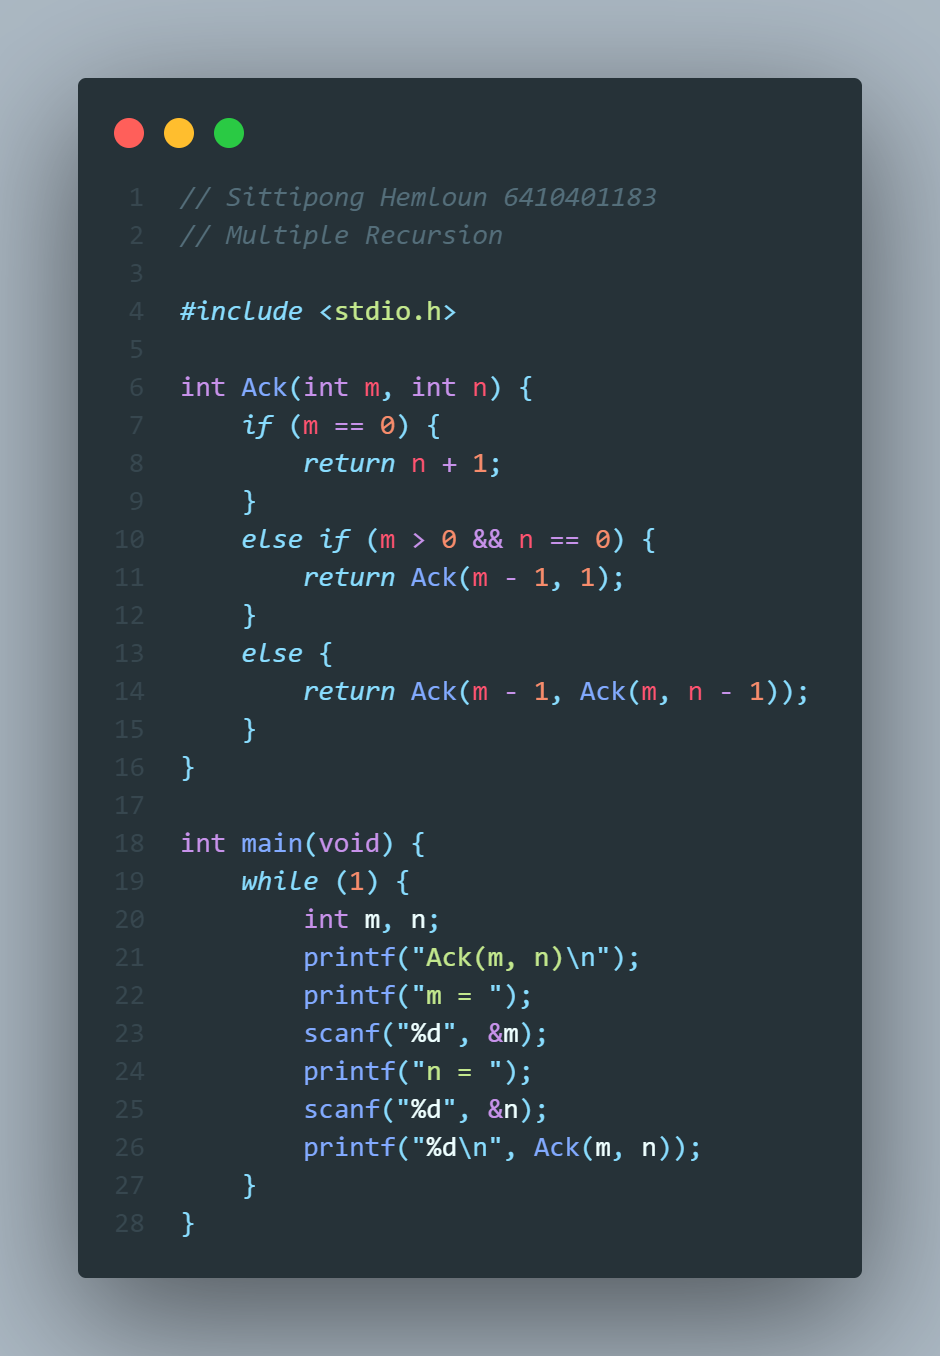 1 // Sittipong Hemloun 6410401183
2 // Multiple Recursion
3
4 #include <stdio.h>
5
6 int Ack(int m, int n) {
7     if (m == 0) {
8         return n + 1;
9     }
10     else if (m > 0 && n == 0) {
11         return Ack(m - 1, 1);
12     }
13     else {
14         return Ack(m - 1, Ack(m, n - 1));
15     }
16 }
17
18 int main(void) {
19     while (1) {
20         int m, n;
21         printf("Ack(m, n)\n");
22         printf("m = ");
23         scanf("%d", &m);
24         printf("n = ");
25         scanf("%d", &n);
26         printf("%d\n", Ack(m, n));
27     }
28 }